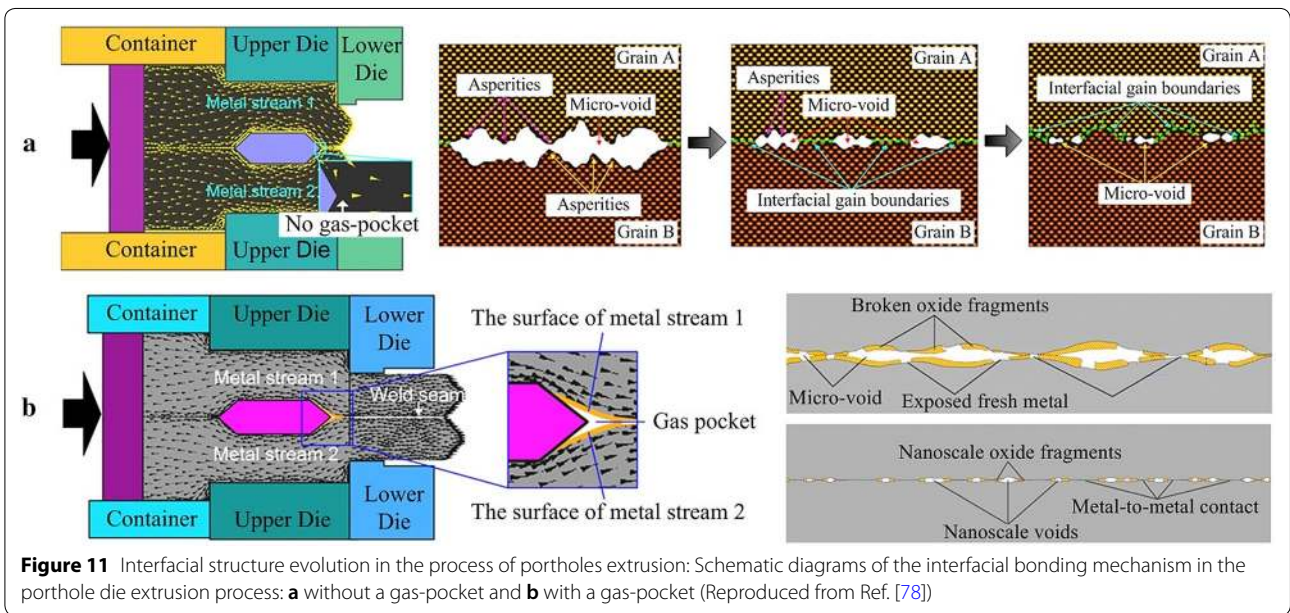 a
Container
Upper Die
Lower
Die
Metal stream 1
Metal stream 2
No gas-pocket
Container
Upper Die
Grain A
Asperities
Micro-void
Asperities
Grain B
Grain A
Asperities
Micro-void
Interfacial gain boundaries
Grain B
Grain A
Interfacial gain boundaries
Micro-void
Grain B
b
Container
Upper Die
Lower
Die
Metal stream 1
Weld seam
Metal stream 2
Container
Upper Die
Lower
Die
The surface of metal stream 1
Gas pocket
The surface of metal stream 2
Broken oxide fragments
Micro-void
Exposed fresh metal
Nanoscale oxide fragments
Nanoscale voids
Metal-to-metal contact
Figure 11 Interfacial structure evolution in the process of portholes extrusion: Schematic diagrams of the interfacial bonding mechanism in the
porthole die extrusion process: a without a gas-pocket and b with a gas-pocket (Reproduced from Ref. [78])